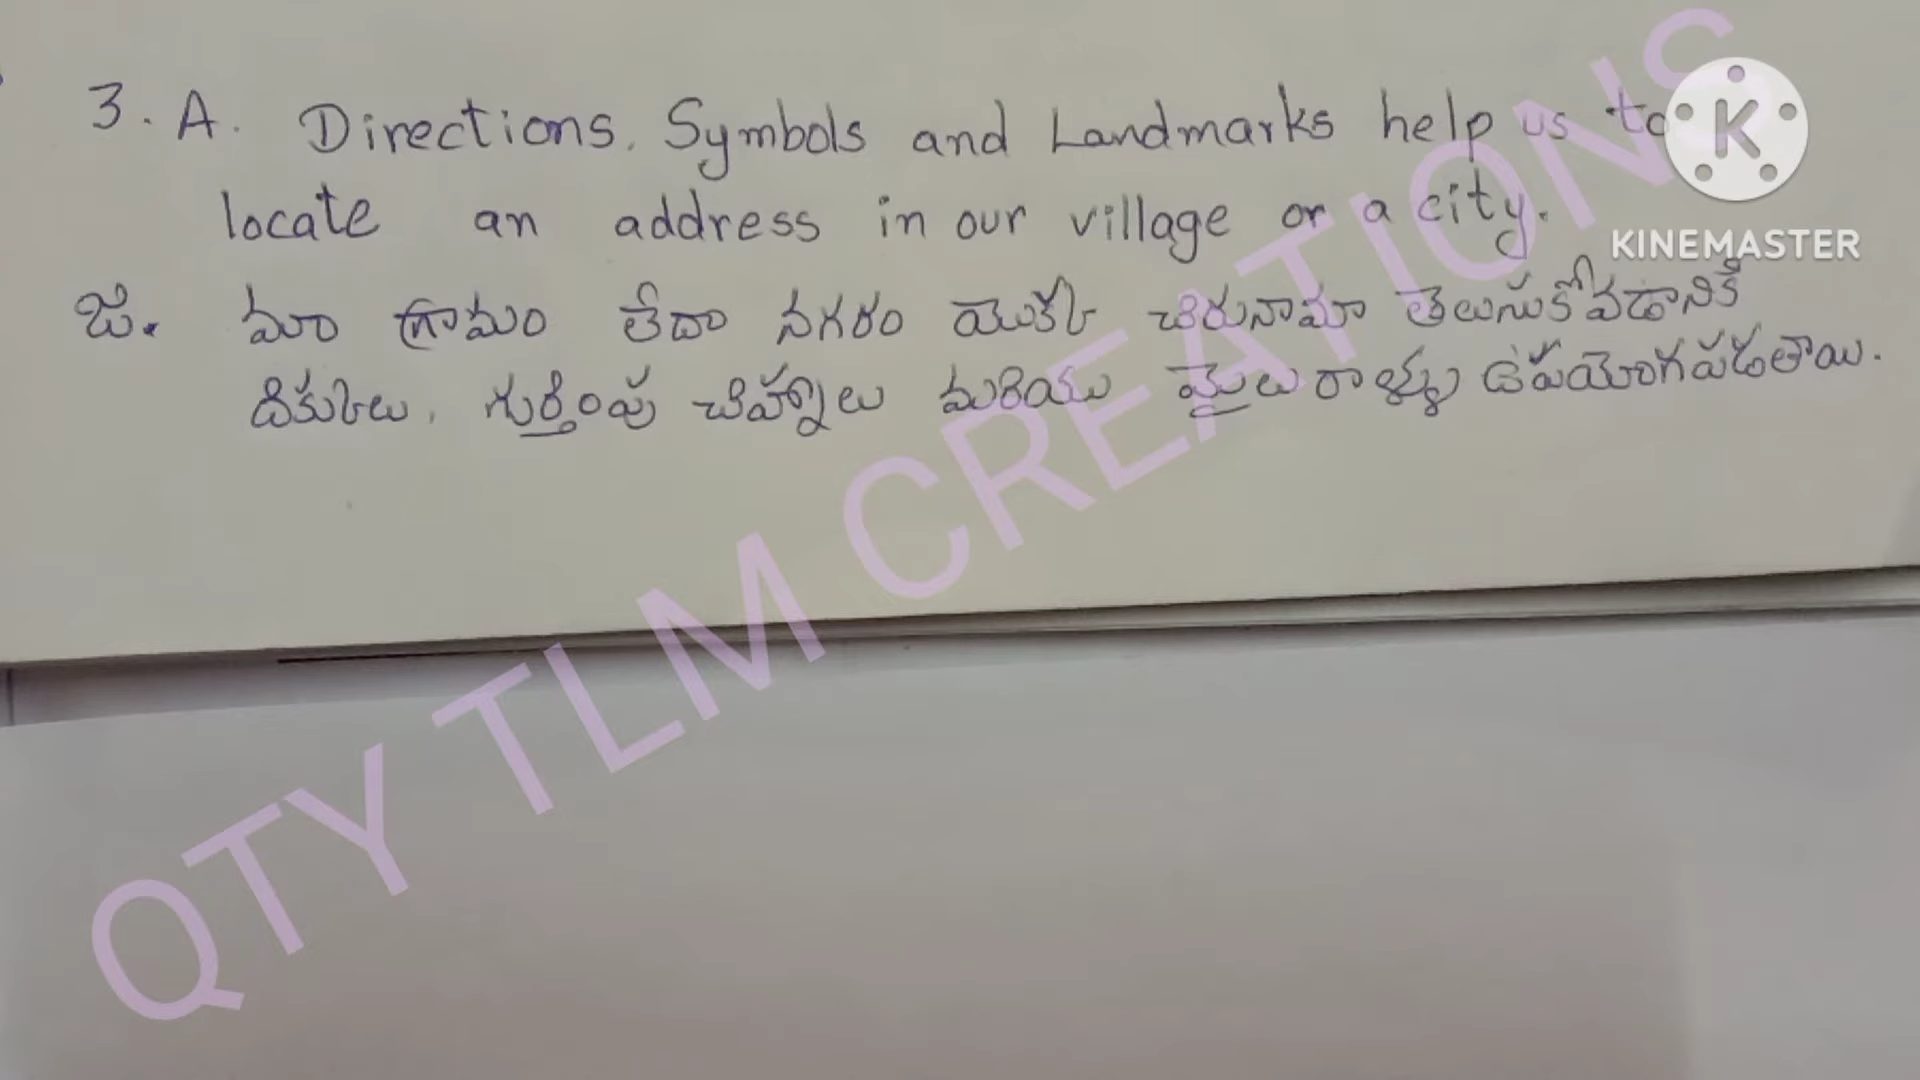 3. A. Directions, Symbols and Landmarks help us to
locate an address in our village or a city.
జ. మా గ్రామం లేదా నగరం యొక్క చిరునామా తెలుసుకోవడానికి
దిక్కులు, గుర్తింపు చిహ్నాలు మరియు మైలురాళ్ళు ఉపయోగపడతాయి.
KINEMASTER
QTY TLM CREATIONS